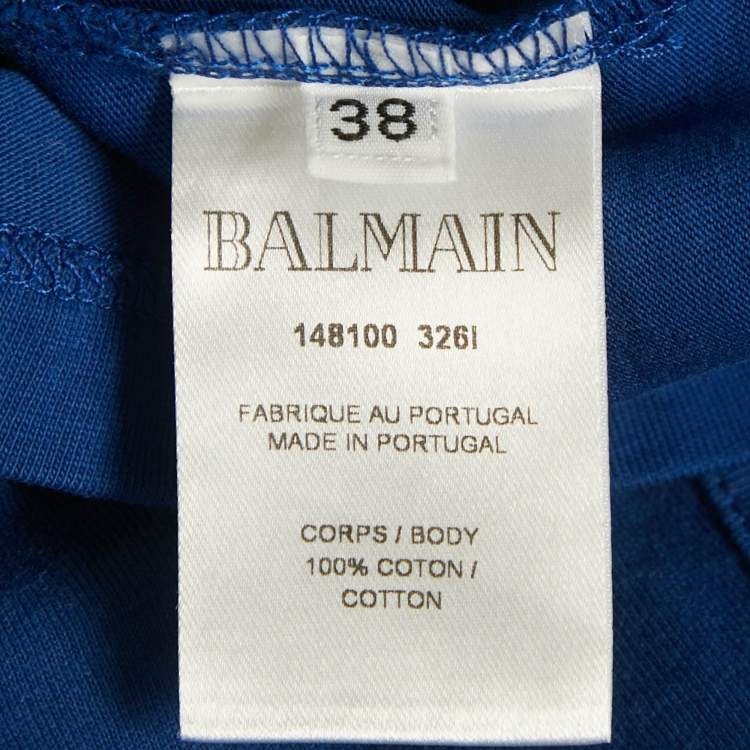 38
BALMAIN
148100 326I
FABRIQUE AU PORTUGAL
MADE IN PORTUGAL
CORPS / BODY
100% COTON /
COTTON